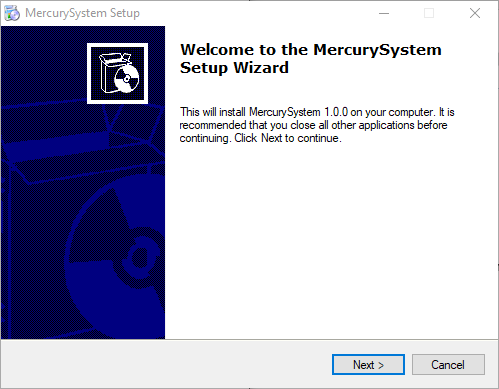 MercurySystem Setup
Welcome to the MercurySystem
Setup Wizard
This will install MercurySystem 1.0.0 on your computer. It is
recommended that you close all other applications before
continuing. Click Next to continue.
Next >
Cancel